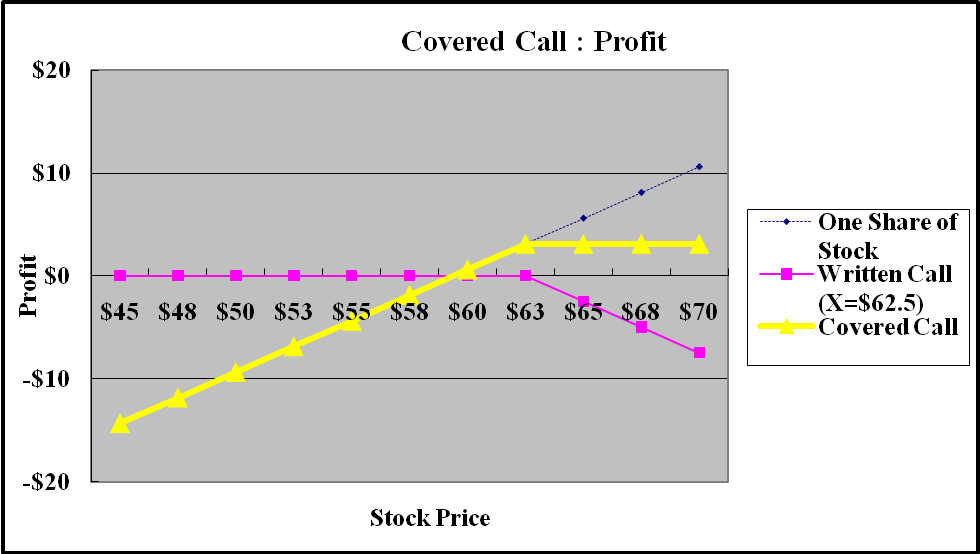 Covered Call : Profit
$20
$10
$0
-$10
-$20
Profit
$45 $48 $50 $53 $55 $58 $60 $63 $65 $68 $70
Stock Price
One Share of
Stock
Written Call
(X=$62.5)
Covered Call